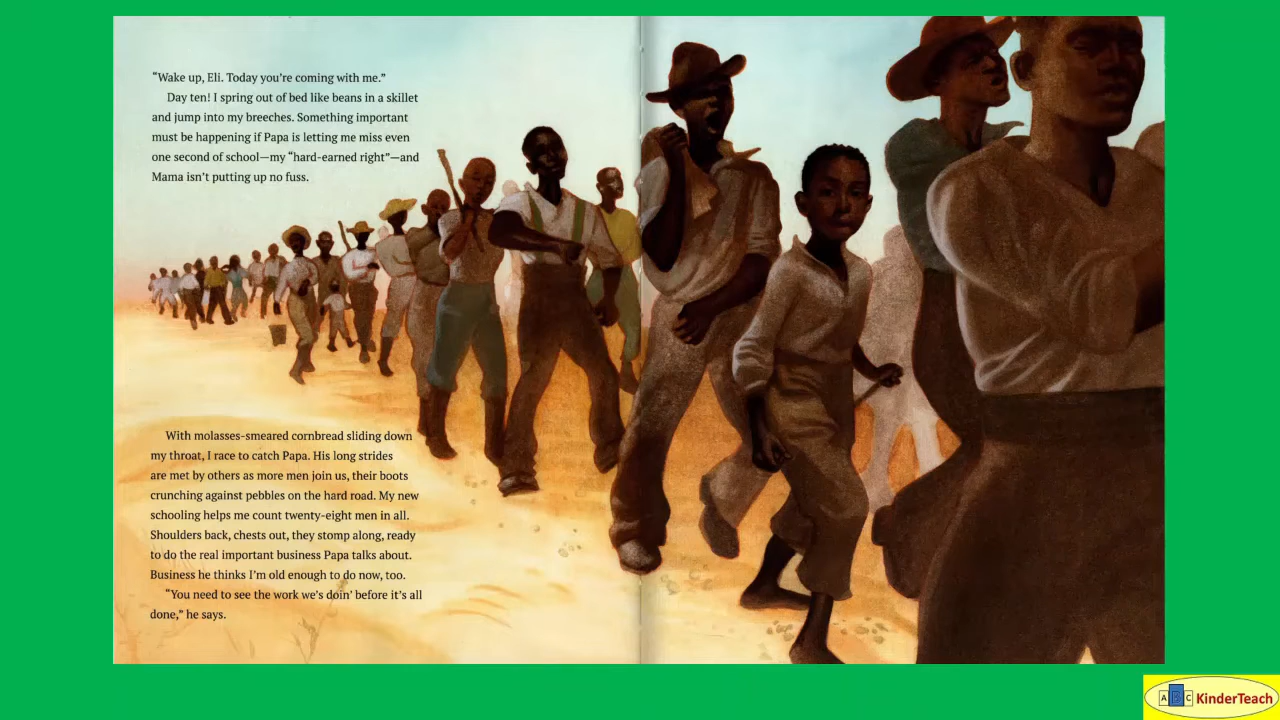 “Wake up, Eli. Today you’re coming with me.”
Day ten! I spring out of bed like beans in a skillet
and jump into my breeches. Something important
must be happening if Papa is letting me miss even
one second of school—my “hard-earned right”—and
Mama isn’t putting up no fuss.
With molasses-smeared cornbread sliding down
my throat, I race to catch Papa. His long strides
are met by others as more men join us, their boots
crunching against pebbles on the hard road. My new
schooling helps me count twenty-eight men in all.
Shoulders back, chests out, they stomp along, ready
to do the real important business Papa talks about.
Business he thinks I’m old enough to do now, too.
“You need to see the work we’s doin’ before it’s all
done,” he says.
A B C KinderTeach